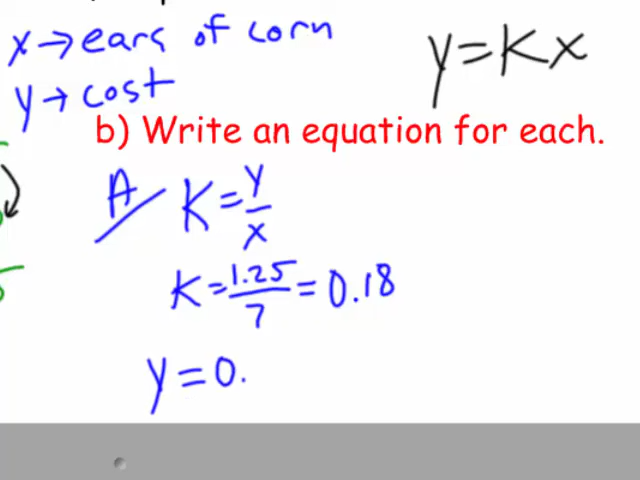 x→ears of corn
y=Kx
y→cost
b) Write an equation for each.
A K=y/x
K=1.25/7=0.18
y=0.